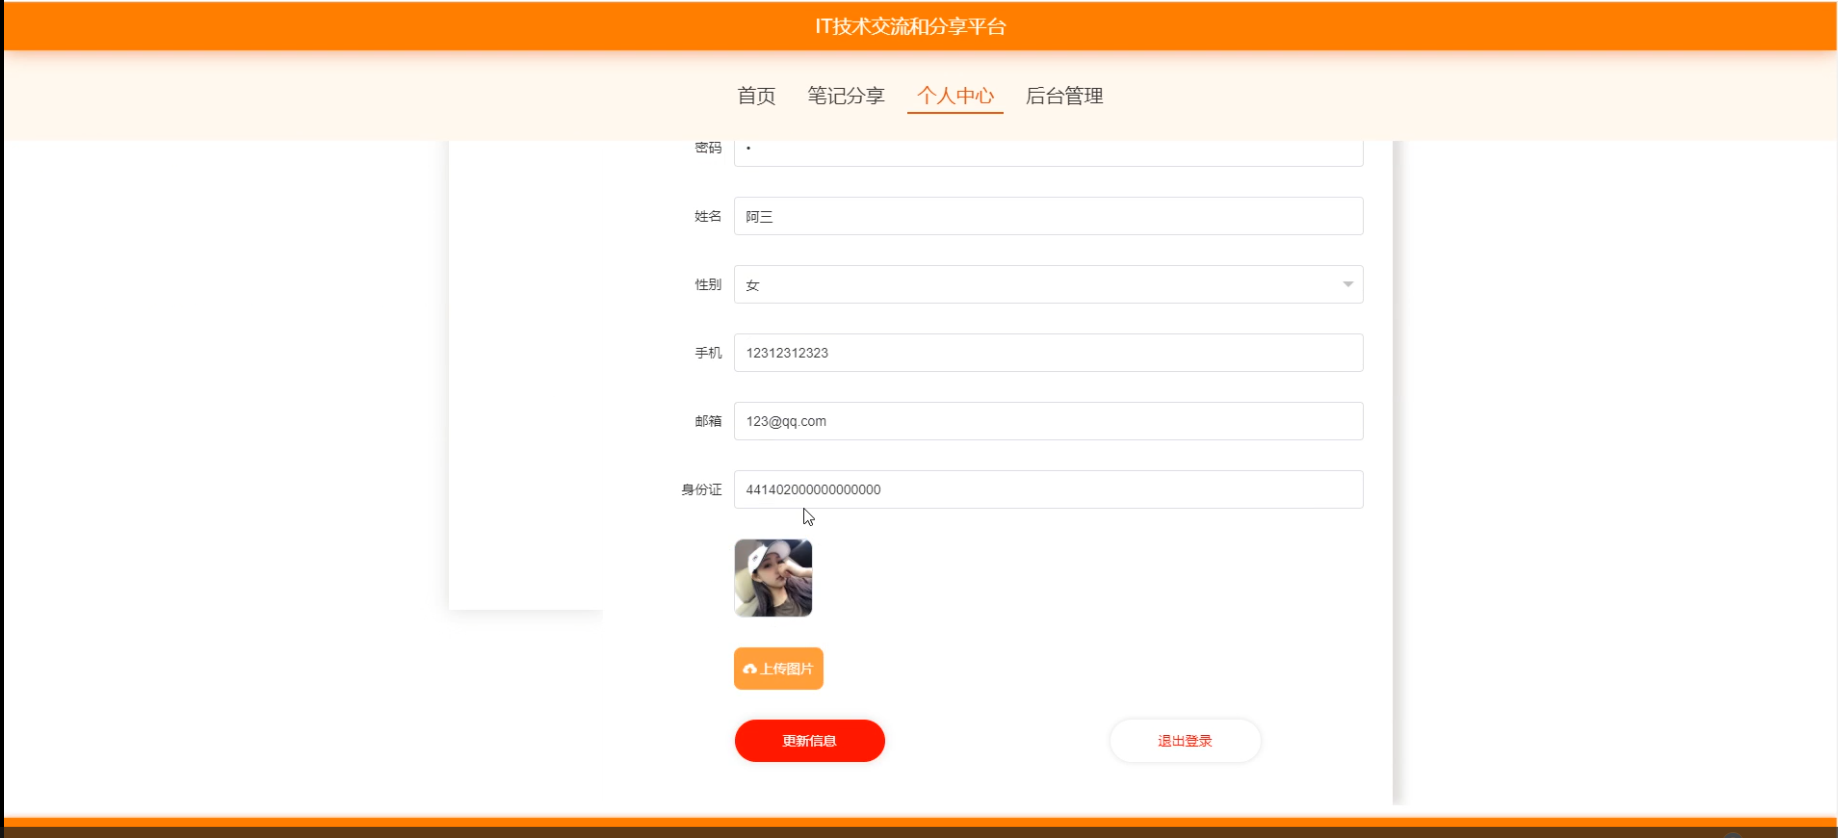 IT技术交流和分享平台
首页 笔记分享 个人中心 后台管理
密码 •
姓名 阿三
性别 女
手机 12312312323
邮箱 123@qq.com
身份证 441402000000000000
上传图片
更新信息 退出登录